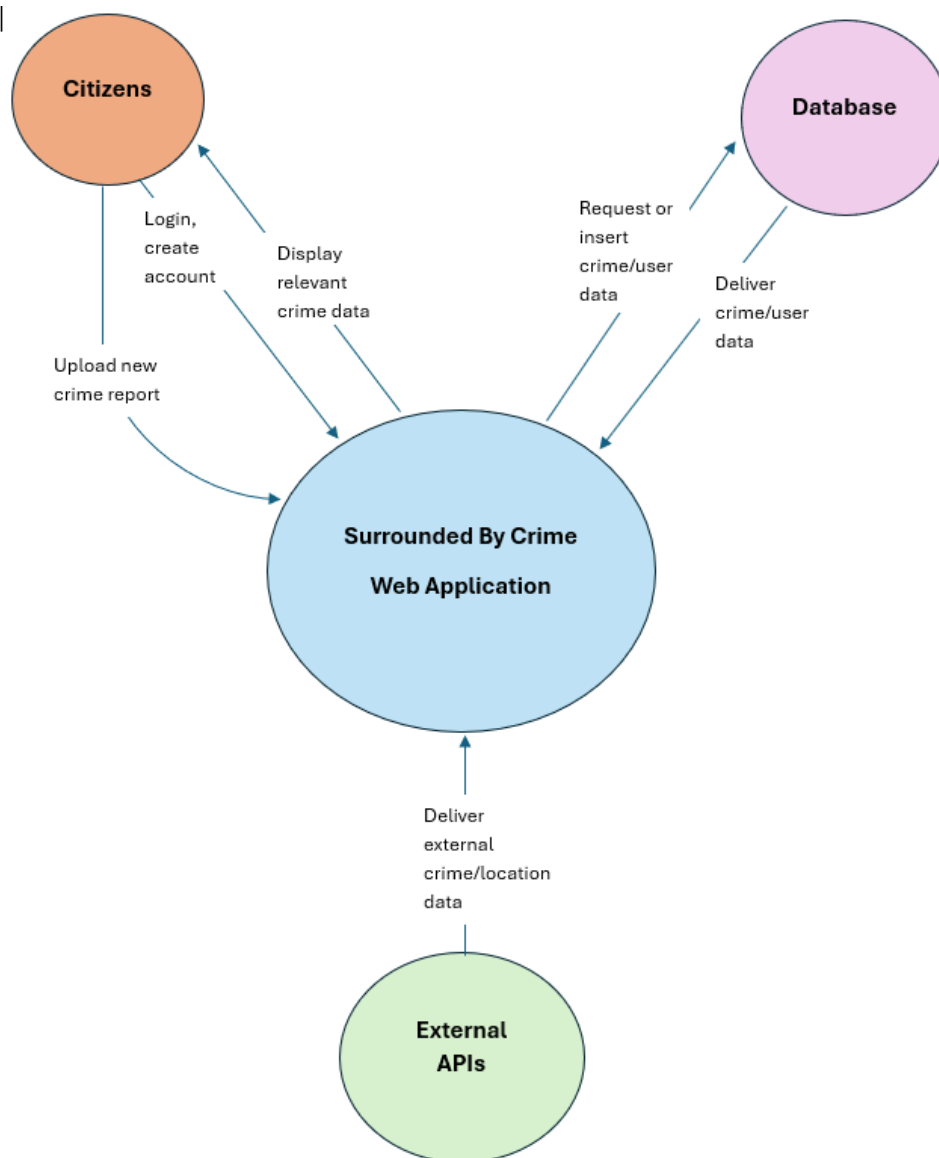 Citizens
Database
Login,
create
account
Display
relevant
crime data
Request or
insert
crime/user
data
Deliver
crime/user
data
Upload new
crime report
Surrounded By Crime
Web Application
Deliver
external
crime/location
data
External
APIs